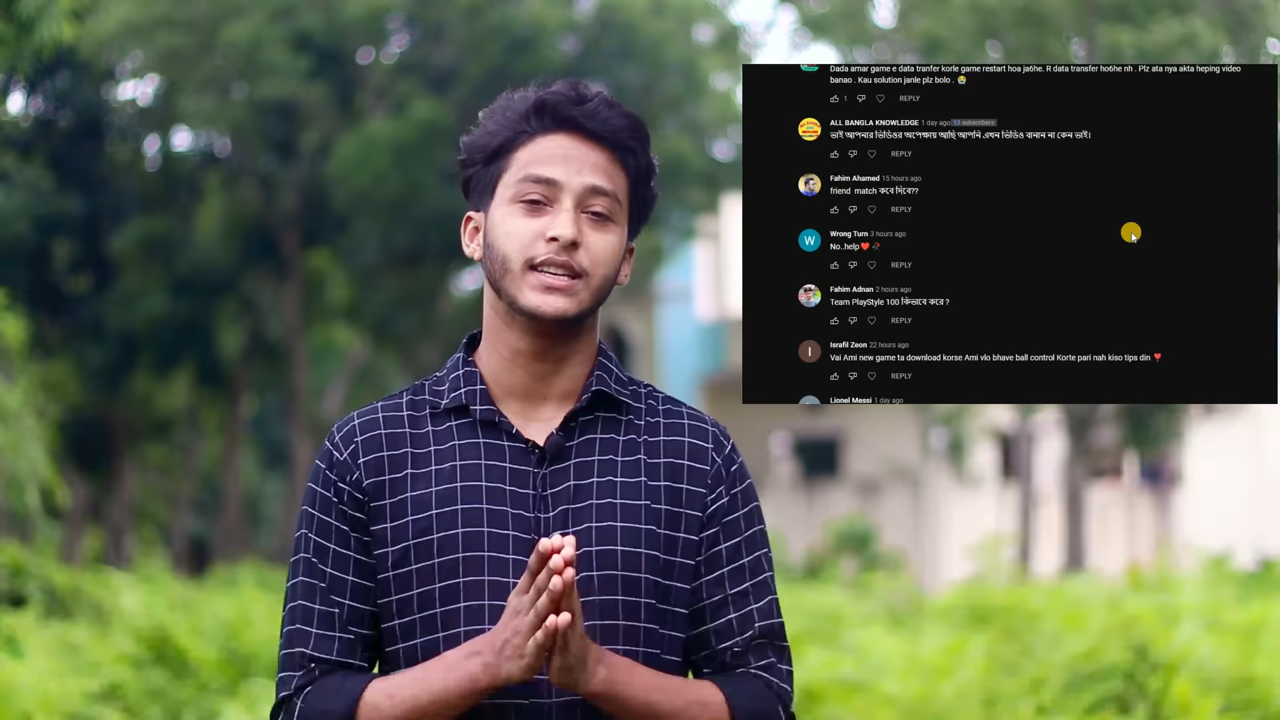 Dada amar game e data tranfer korle game restart hoa ja6he. R data transfer ho6he nh . Plz ata nya akta heping video
banao . Kau solution janle plz bolo . 😭
1 REPLY
ALL BANGLA KNOWLEDGE 1 day ago 13 subscribers
ভাই আপনার ভিডিওর অপেক্ষায় আছি আপনি এখন ভিডিও বানান না কেন ভাই।
REPLY
Fahim Ahamed 15 hours ago
friend match কবে দিবে??
REPLY
W
Wrong Turn 3 hours ago
No..help❤️ 🥀
REPLY
Fahim Adnan 2 hours ago
Team PlayStyle 100 কিভাবে করে ?
REPLY
I
Israfil Zeon 22 hours ago
Vai Ami new game ta download korse Ami vlo bhave ball control Korte pari nah kiso tips din ❣️
REPLY
Lionel Messi 1 day ago